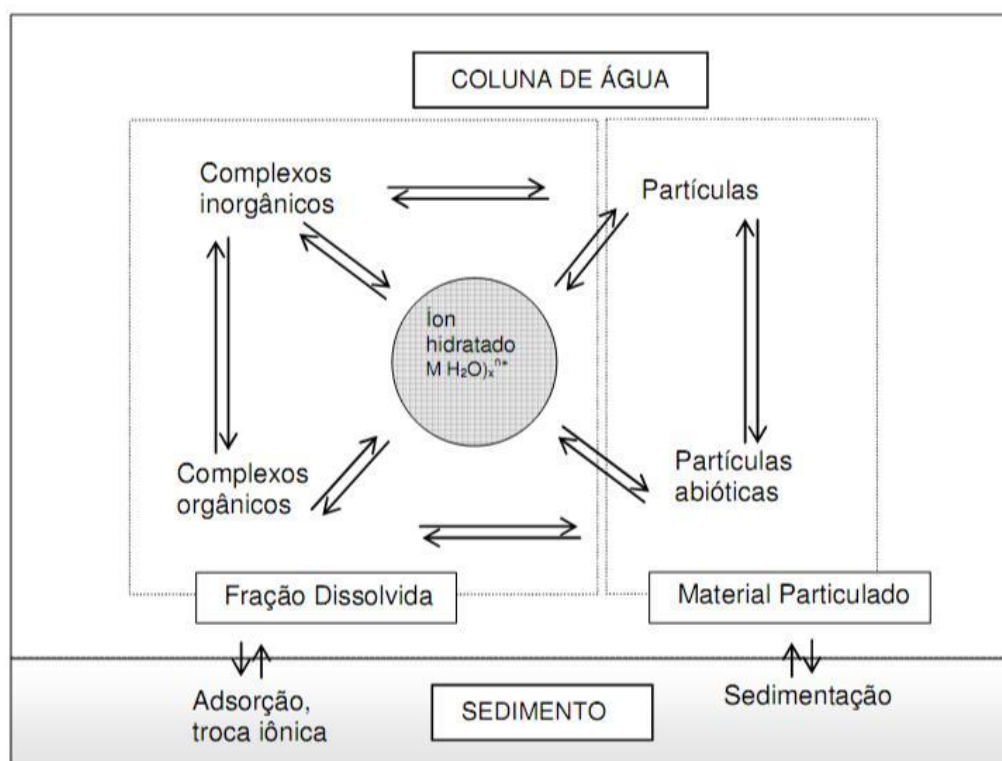 COLUNA DE ÁGUA
Complexos
inorgânicos
Partículas
Íon
hidratado
M H₂O)ₓⁿ⁺
Complexos
orgânicos
Partículas
abióticas
Fração Dissolvida
Material Particulado
Adsorção,
troca iônica
SEDIMENTO
Sedimentação